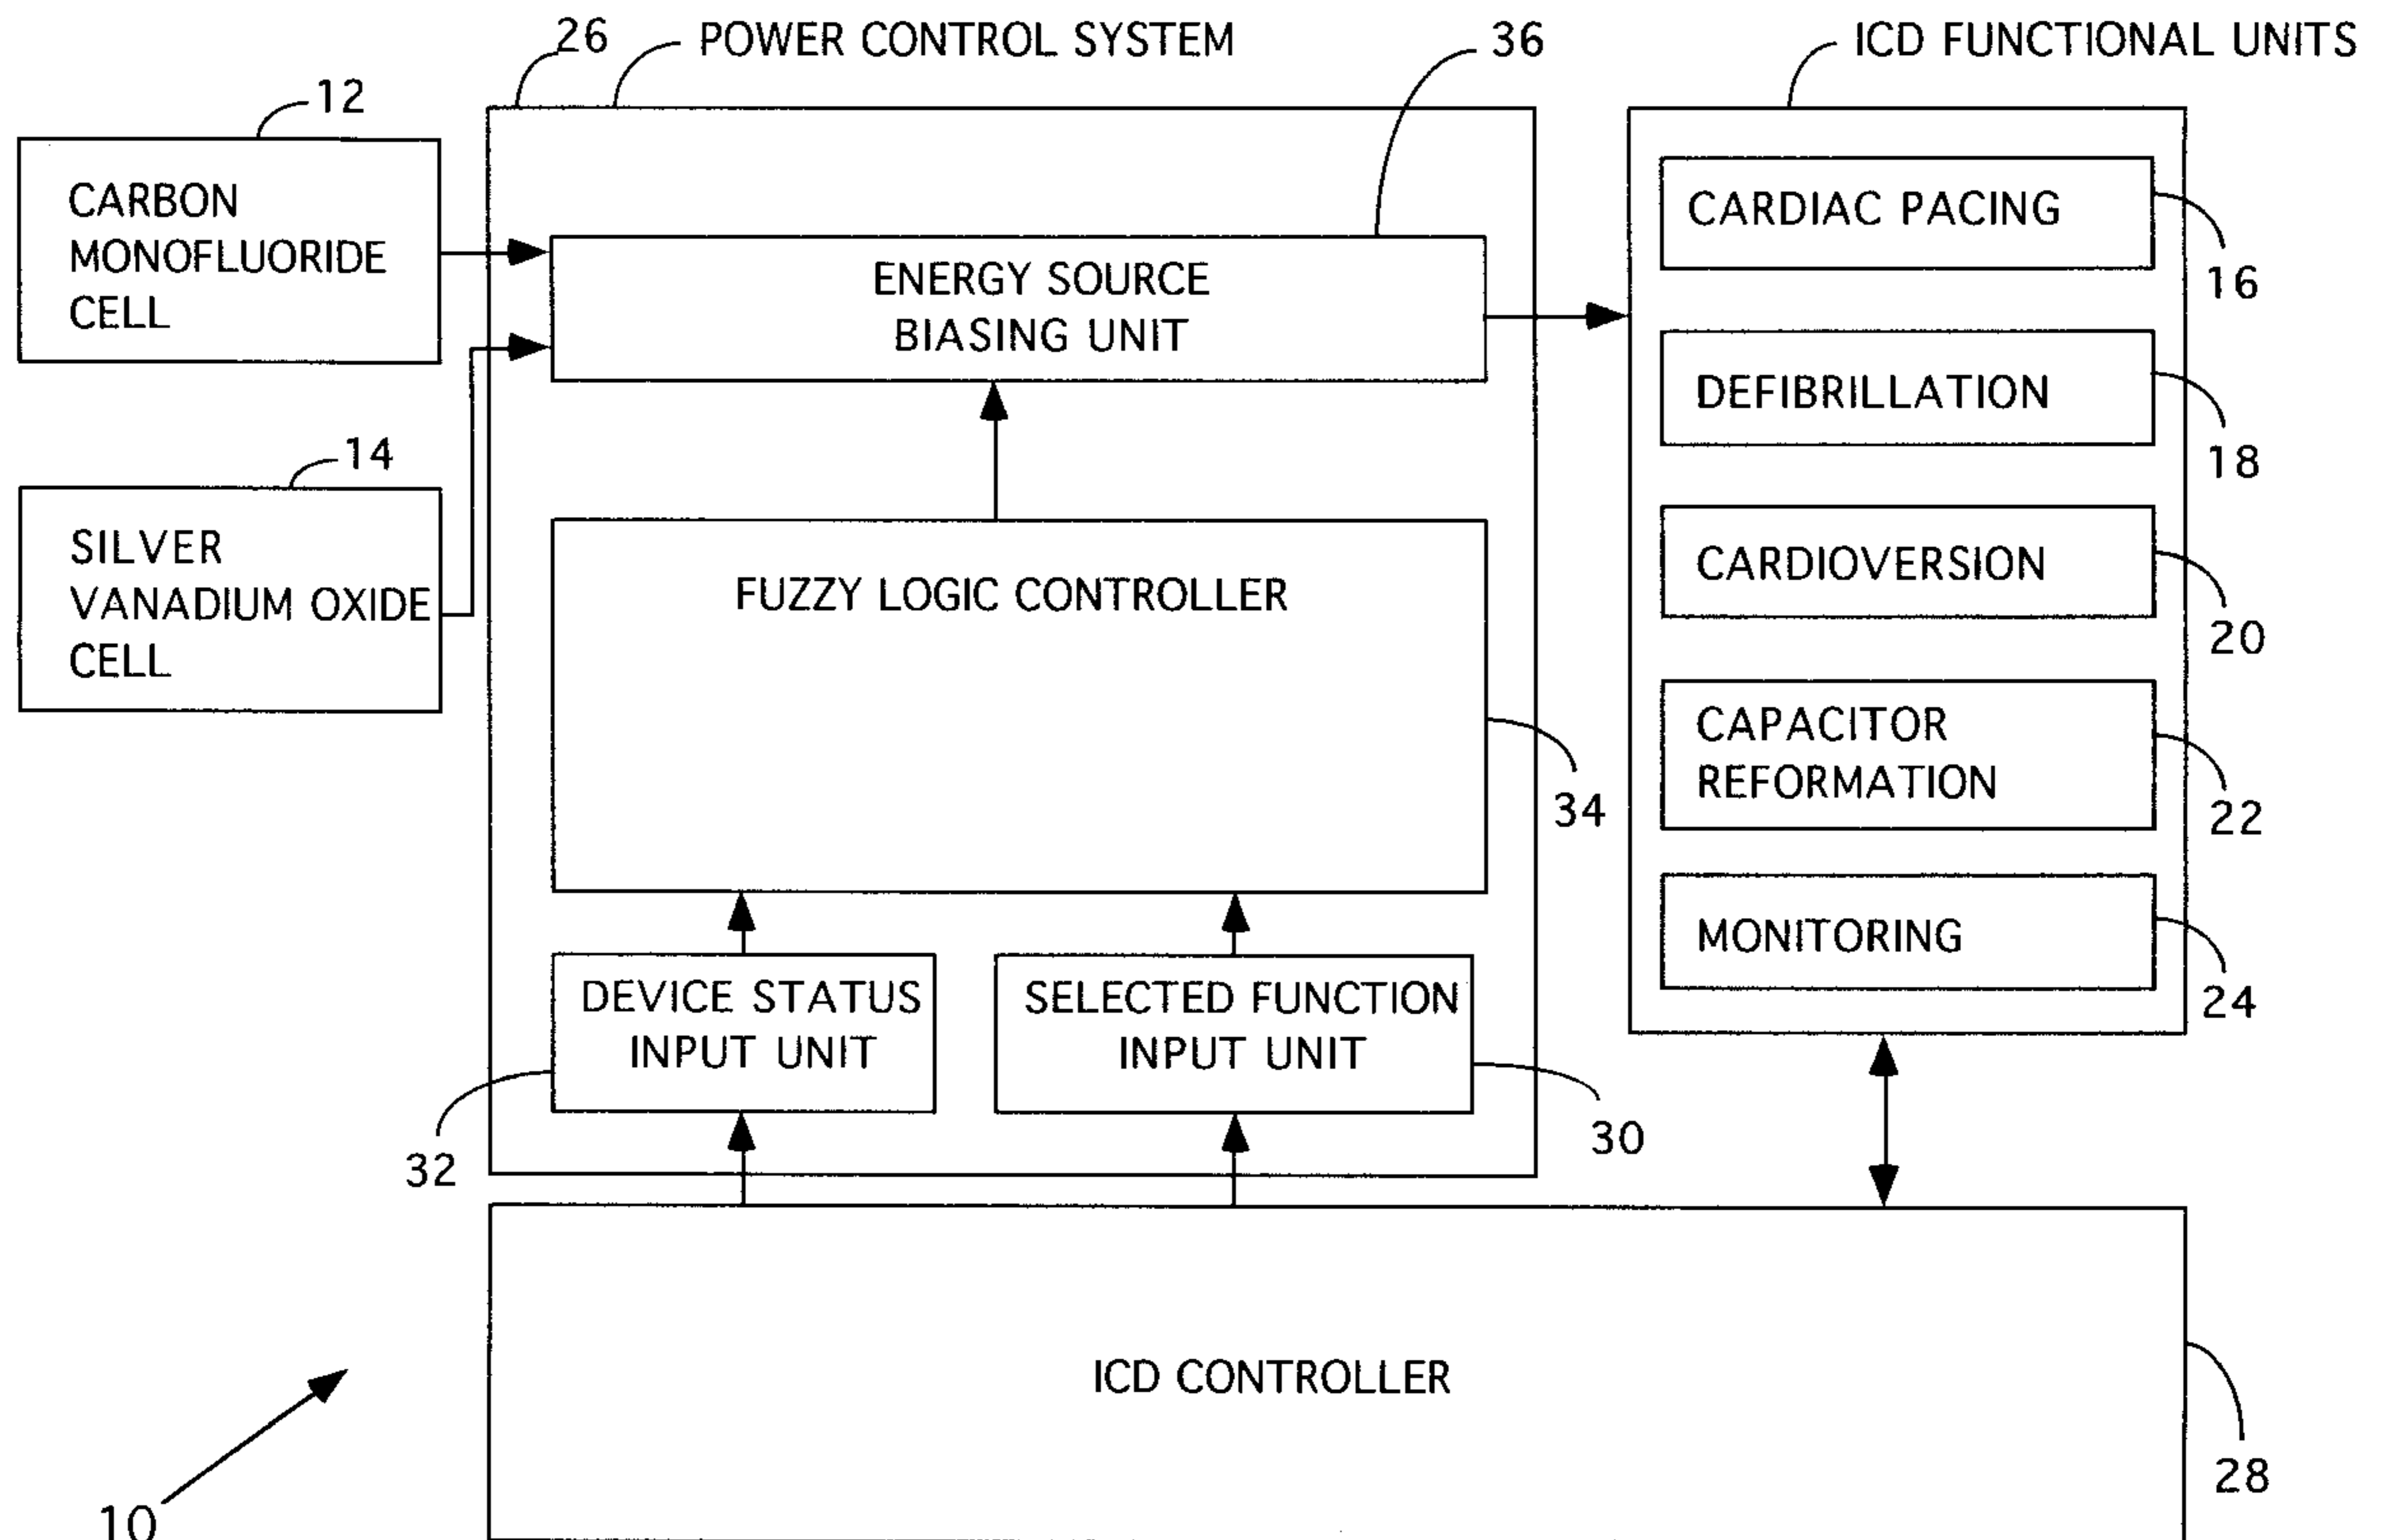 26
POWER CONTROL SYSTEM
36
ICD FUNCTIONAL UNITS
12
CARBON
MONOFLUORIDE
CELL
14
SILVER
VANADIUM OXIDE
CELL
ENERGY SOURCE
BIASING UNIT
FUZZY LOGIC CONTROLLER
34
DEVICE STATUS
INPUT UNIT
32
SELECTED FUNCTION
INPUT UNIT
30
CARDIAC PACING
16
DEFIBRILLATION
18
CARDIOVERSION
20
CAPACITOR
REFORMATION
22
MONITORING
24
ICD CONTROLLER
28
10